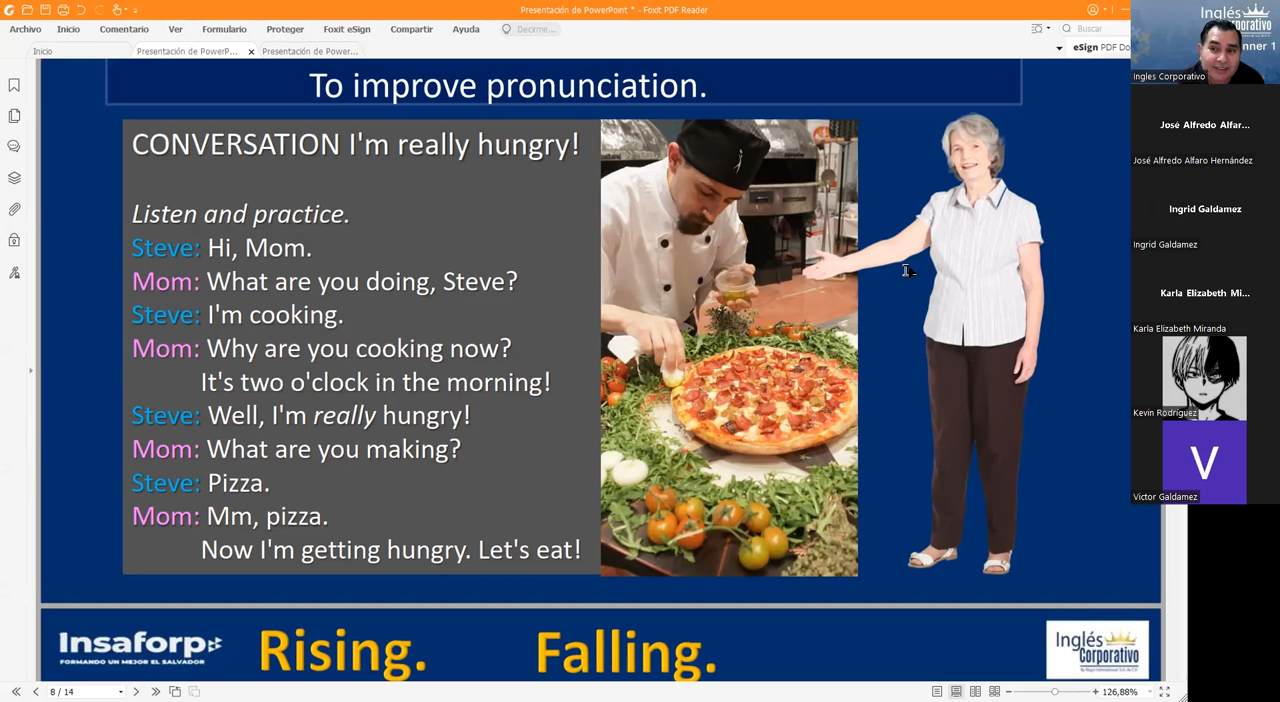 Presentación de PowerPoint * - Foxit PDF Reader
Archivo Inicio Comentario Ver Formulario Proteger Foxit eSign Compartir Ayuda Decirme... Buscar
Inicio Presentación de PowerP... Presentación de Power... eSign PDF Do
To improve pronunciation.
CONVERSATION I'm really hungry!
Listen and practice.
Steve: Hi, Mom.
Mom: What are you doing, Steve?
Steve: I'm cooking.
Mom: Why are you cooking now?
It's two o'clock in the morning!
Steve: Well, I'm really hungry!
Mom: What are you making?
Steve: Pizza.
Mom: Mm, pizza.
Now I'm getting hungry. Let's eat!
Insaforp
FORMANDO UN MEJOR EL SALVADOR
Rising. Falling.
Inglés
Corporativo
8 / 14
126,88%
Inglés
Corporativo
Ingles Corporativo
José Alfredo Alfar...
José Alfredo Alfaro Hernández
Ingrid Galdamez
Ingrid Galdamez
Karla Elizabeth Mi...
Karla Elizabeth Miranda
Kevin Rodríguez
V
Victor Galdamez